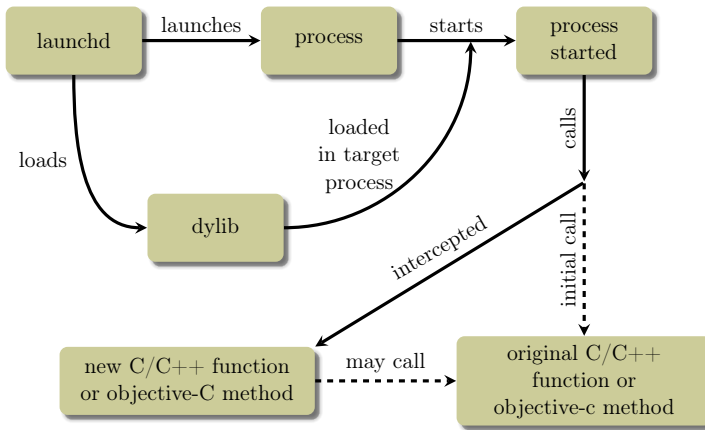 launchd
launches
process
starts
process
started
loads
loaded
in target
process
calls
dylib
intercepted
initial call
new C/C++ function
or objective-C method
may call
original C/C++
function or
objective-c method